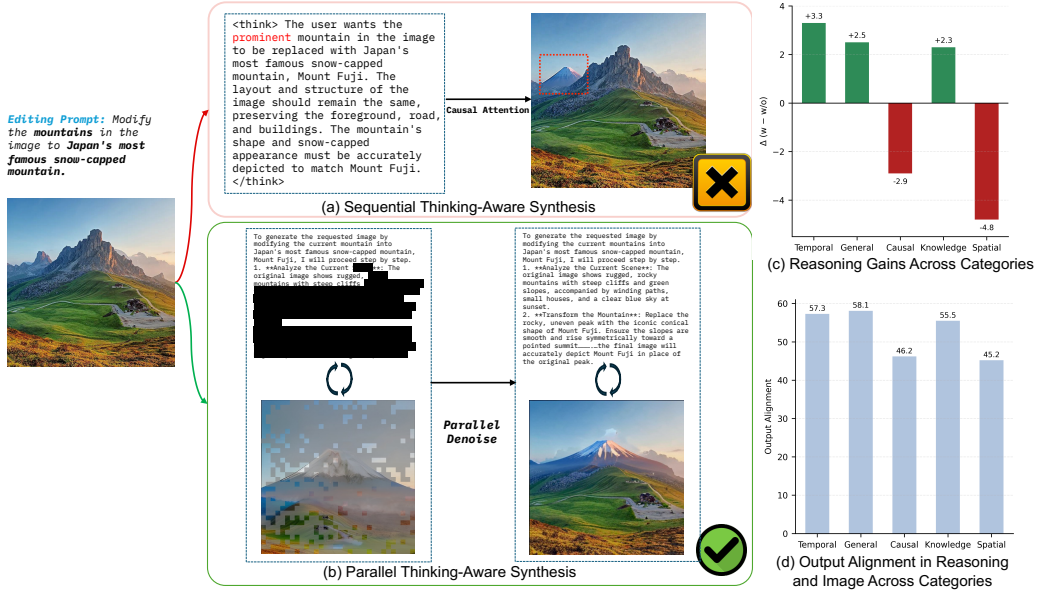 Editing Prompt: Modify
the mountains in the
image to Japan's most
famous snow-capped
mountain.
<think> The user wants the
prominent mountain in the image
to be replaced with Japan's
most famous snow-capped
mountain, Mount Fuji. The
layout and structure of the
image should remain the same,
preserving the foreground, road,
and buildings. The mountain's
shape and snow-capped
appearance must be accurately
depicted to match Mount Fuji.
</think>
Causal Attention
(a) Sequential Thinking-Aware Synthesis
To generate the requested image by
modifying the current mountain into
Japan's most famous snow-capped mountain,
Mount Fuji, I will proceed step by step.
1. **Analyze the Current **: The
original image shows rugged,
mountains with steep cliffs
Parallel
Denoise
To generate the requested image by
modifying the current mountains into
Japan's most famous snow-capped mountain,
Mount Fuji, I will proceed step by step.
1. **Analyze the Current Scene**: The
original image shows rugged, rocky
mountains with steep cliffs and green
slopes, accompanied by winding paths,
small houses, and a clear blue sky at
sunset.
2. **Transform the Mountain**: Replace the
rocky, uneven peak with the iconic conical
shape of Mount Fuji. Ensure the slopes are
smooth and rise symmetrically toward a
pointed summit……….the final image will
accurately depict Mount Fuji in place of
the original peak.
(b) Parallel Thinking-Aware Synthesis
Δ (w − w/o)
4
2
0
−2
−4
+3.3
+2.5
-2.9
+2.3
-4.8
Temporal General Causal Knowledge Spatial
(c) Reasoning Gains Across Categories
Output Alignment
60
50
40
30
20
10
0
57.3
58.1
46.2
55.5
45.2
Temporal General Causal Knowledge Spatial
(d) Output Alignment in Reasoning
and Image Across Categories